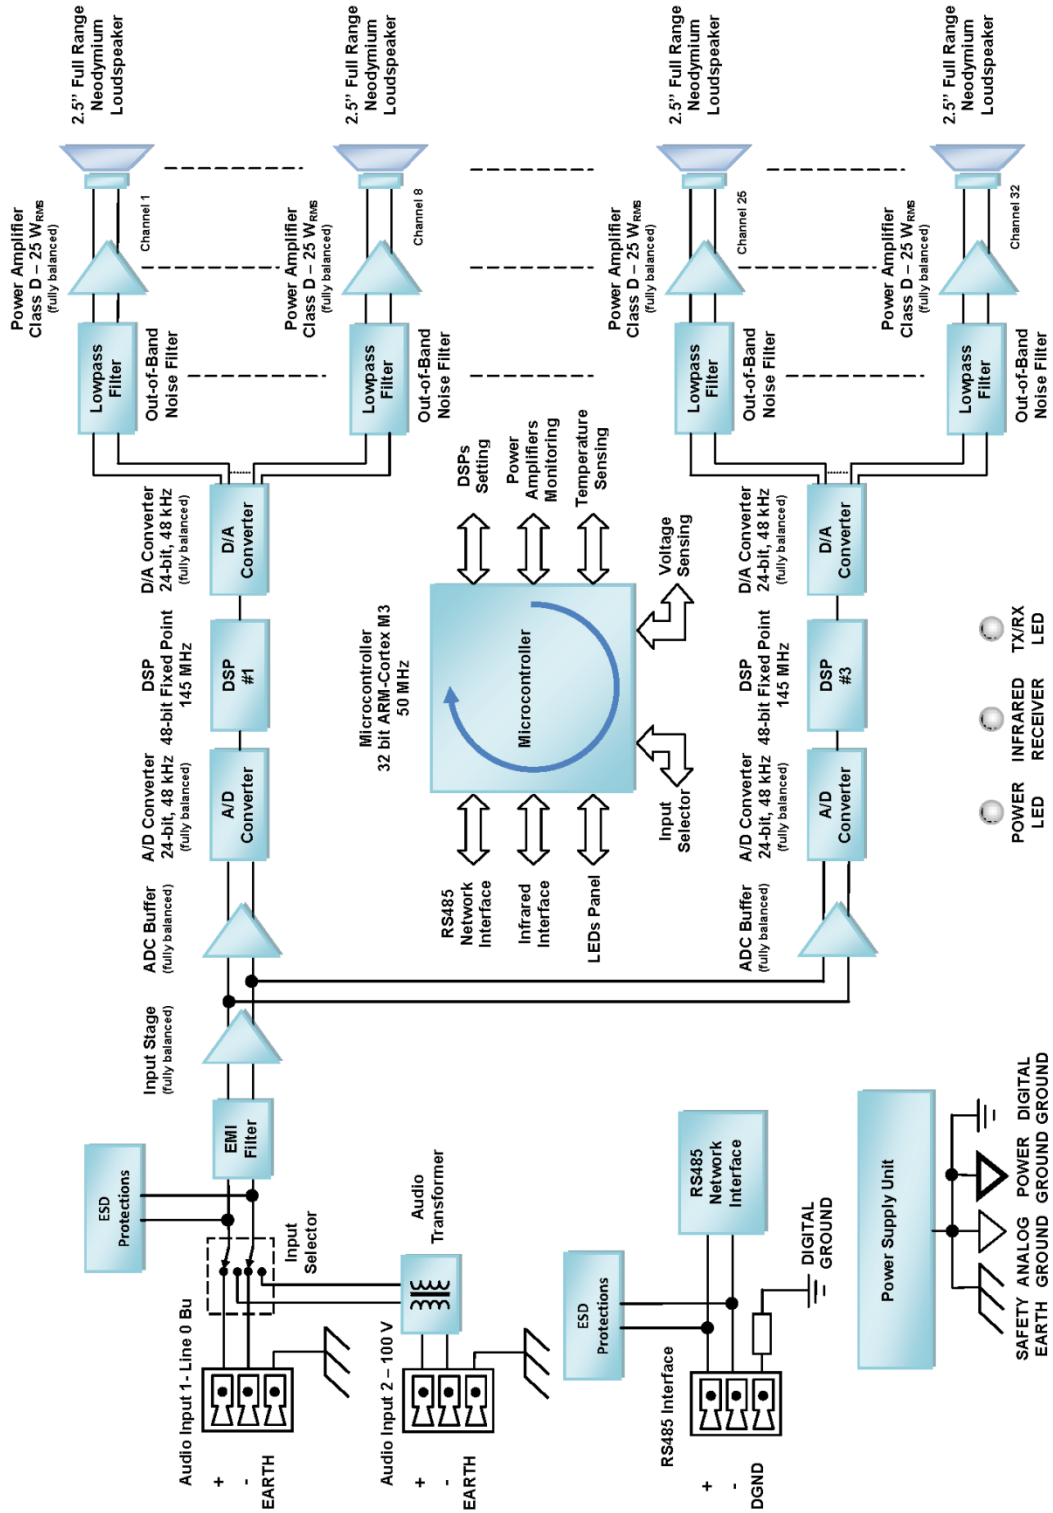 Audio Input 1- Line 0 Bu
+
-
EARTH
ESD
Protections
Input
Selector
EMI
Filter
Input Stage
(fully balanced)
ADC Buffer
(fully balanced)
A/D Converter
24-bit, 48 kHz
(fully balanced)
A/D
Converter
DSP
48-bit Fixed Point
145 MHz
DSP
#1
D/A Converter
24-bit, 48 kHz
(fully balanced)
D/A
Converter
Lowpass
Filter
Out-of-Band
Noise Filter
Power Amplifier
Class D – 25 WRMS
(fully balanced)
Channel 1
2.5” Full Range
Neodymium
Loudspeaker
Lowpass
Filter
Out-of-Band
Noise Filter
Power Amplifier
Class D – 25 WRMS
(fully balanced)
Channel 8
2.5” Full Range
Neodymium
Loudspeaker
Audio Input 2 – 100 V
+
-
EARTH
Audio
Transformer
Microcontroller
32 bit ARM-Cortex M3
50 MHz
Microcontroller
RS485
Network
Interface
Infrared
Interface
LEDs Panel
Input
Selector
Voltage
Sensing
DSPs
Setting
Power
Amplifiers
Monitoring
Temperature
Sensing
RS485 Interface
+
-
DGND
ESD
Protections
RS485
Network
Interface
DIGITAL
GROUND
ADC Buffer
(fully balanced)
A/D Converter
24-bit, 48 kHz
(fully balanced)
A/D
Converter
DSP
48-bit Fixed Point
145 MHz
DSP
#3
D/A Converter
24-bit, 48 kHz
(fully balanced)
D/A
Converter
Lowpass
Filter
Out-of-Band
Noise Filter
Power Amplifier
Class D – 25 WRMS
(fully balanced)
Channel 25
2.5” Full Range
Neodymium
Loudspeaker
Lowpass
Filter
Out-of-Band
Noise Filter
Power Amplifier
Class D – 25 WRMS
(fully balanced)
Channel 32
2.5” Full Range
Neodymium
Loudspeaker
Power Supply Unit
SAFETY
EARTH
ANALOG
GROUND
POWER
GROUND
DIGITAL
GROUND
POWER
LED
INFRARED
RECEIVER
TX/RX
LED